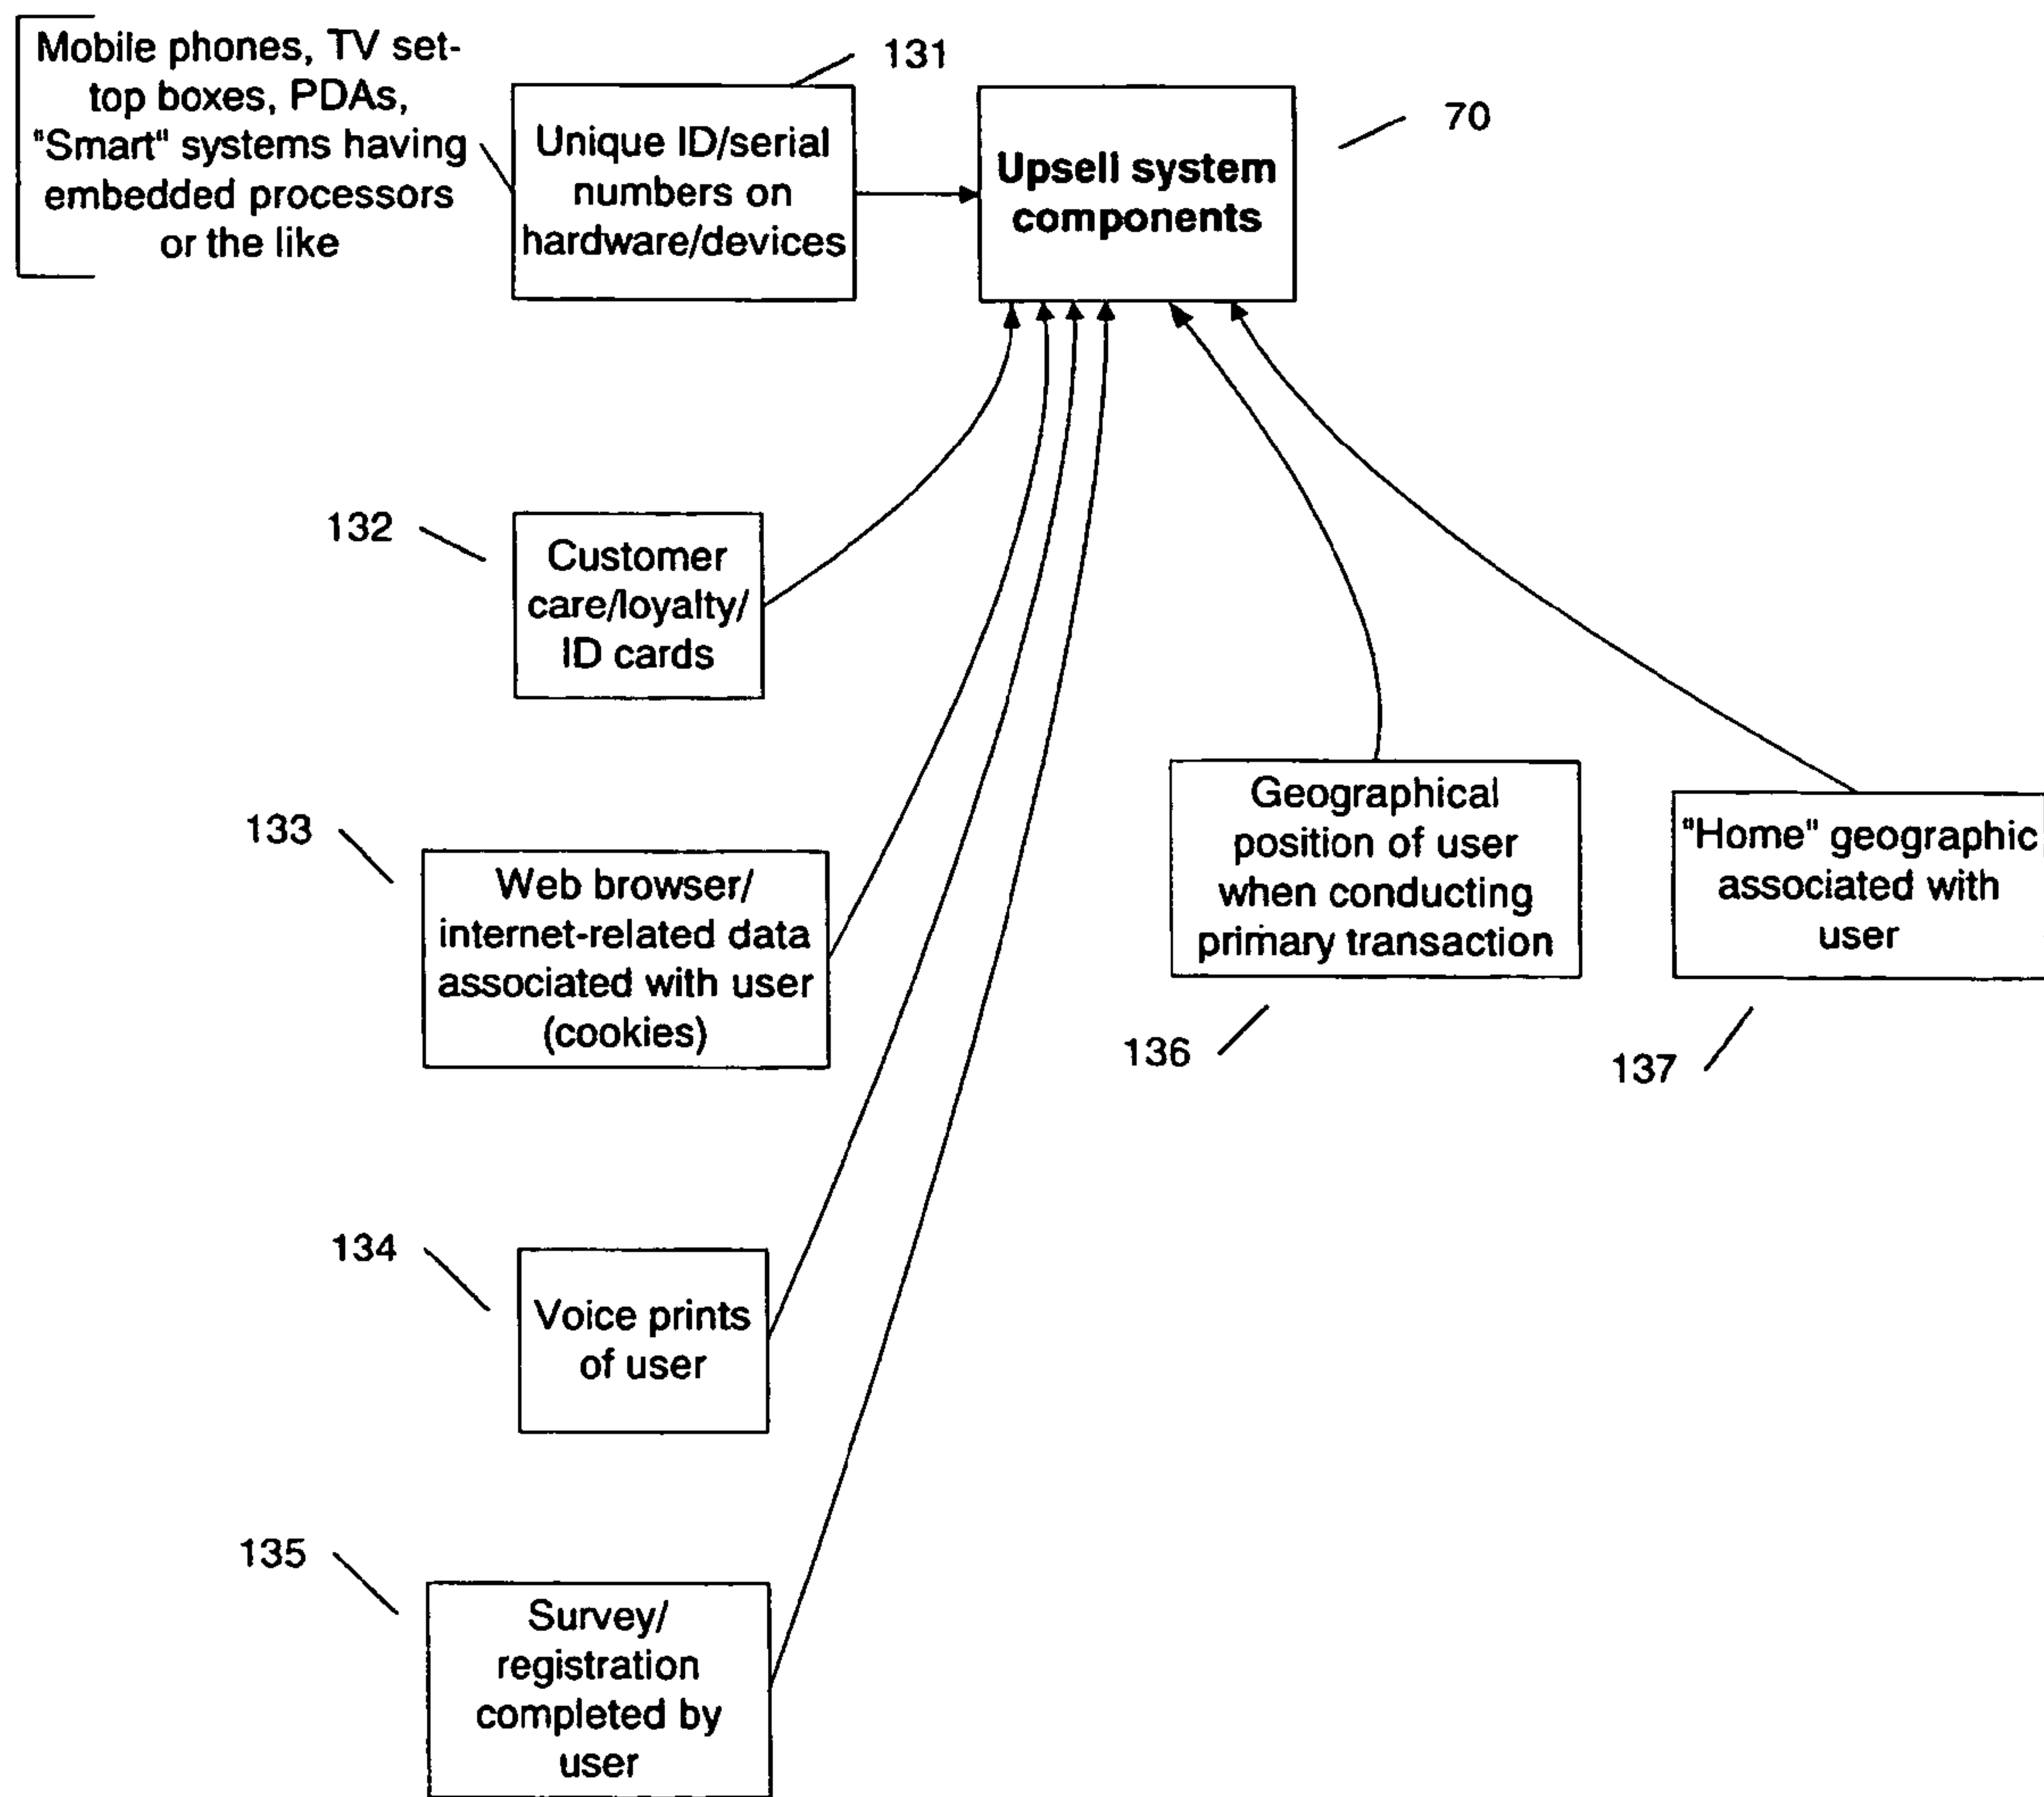 Mobile phones, TV set-
top boxes, PDAs,
"Smart" systems having
embedded processors
or the like
131
Unique ID/serial
numbers on
hardware/devices
70
Upsell system
components
132
Customer
care/loyalty/
ID cards
133
Web browser/
internet-related data
associated with user
(cookies)
Geographical
position of user
when conducting
primary transaction
136
"Home" geographic
associated with
user
137
134
Voice prints
of user
135
Survey/
registration
completed by
user